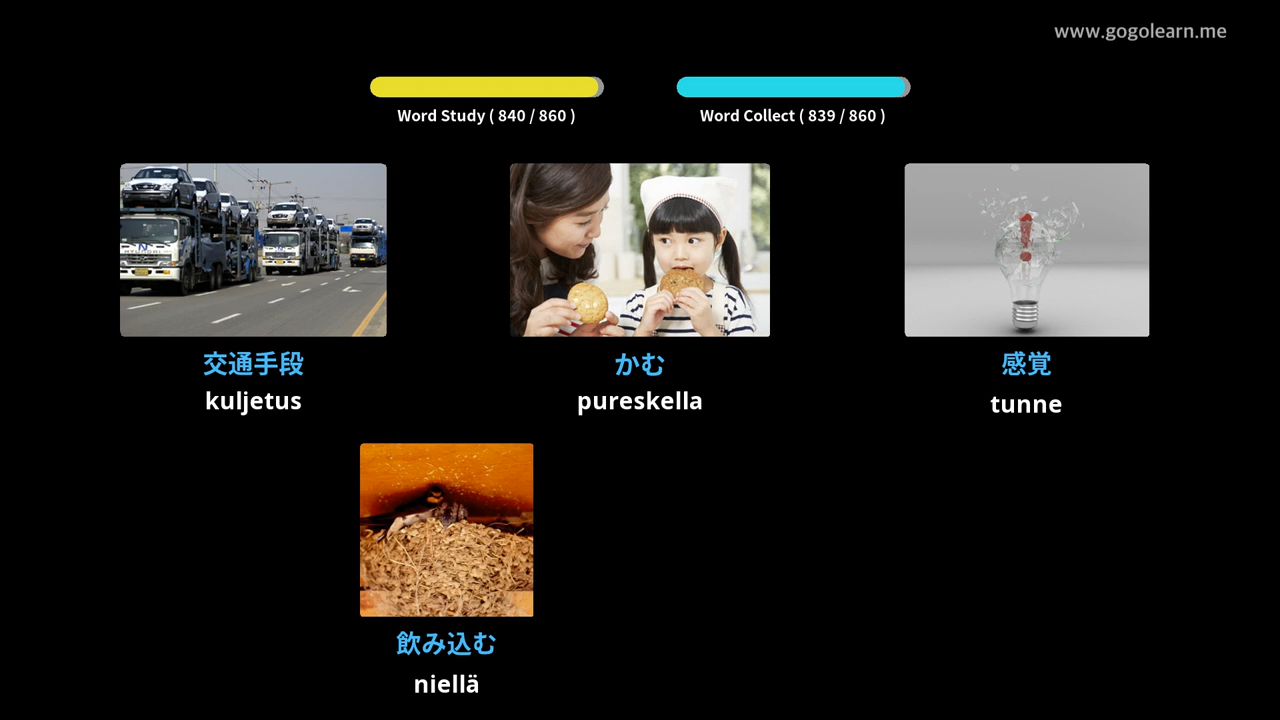 www.gogolearn.me
Word Study ( 840 / 860 )
Word Collect ( 839 / 860 )
交通手段
kuljetus
かむ
pureskella
感覚
tunne
飲み込む
niellä